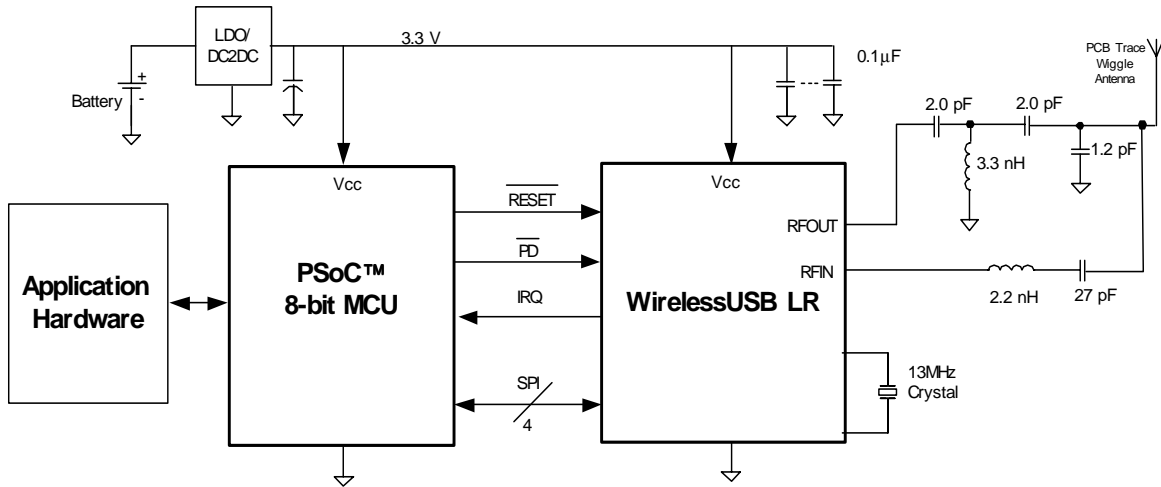 LDO/
DC2DC
3.3 V
0.1µF
PCB Trace
Wiggle
Antenna
+
-
Battery
2.0 pF
2.0 pF
3.3 nH
1.2 pF
Vcc
Vcc
RESET
RFOUT
PD
RFIN
Application
Hardware
PSoC™
8-bit MCU
IRQ
WirelessUSB LR
2.2 nH
27 pF
SPI
4
13MHz
Crystal